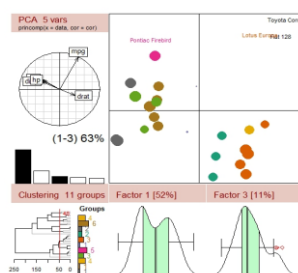 PCA 5 vars
princomp(x = data, cor = cor)
Toyota Cor
Pontiac Firebird
Lotus Europa
Fiat 128
mpg
hp
drat
(1-3) 63%
Clustering 11 groups
Factor 1 [52%]
Factor 3 [11%]
Groups
250
150
50
0